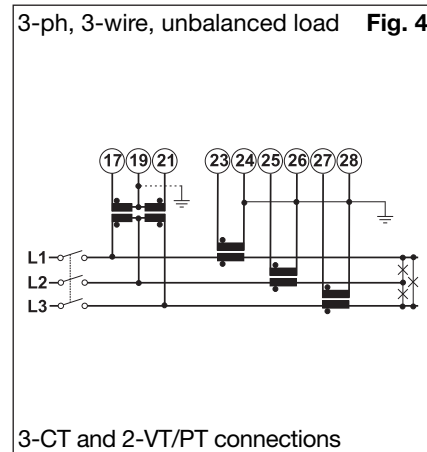 3-ph, 3-wire, unbalanced load Fig. 4
17 19 21 23 24 25 26 27 28
L1
L2
L3
3-CT and 2-VT/PT connections